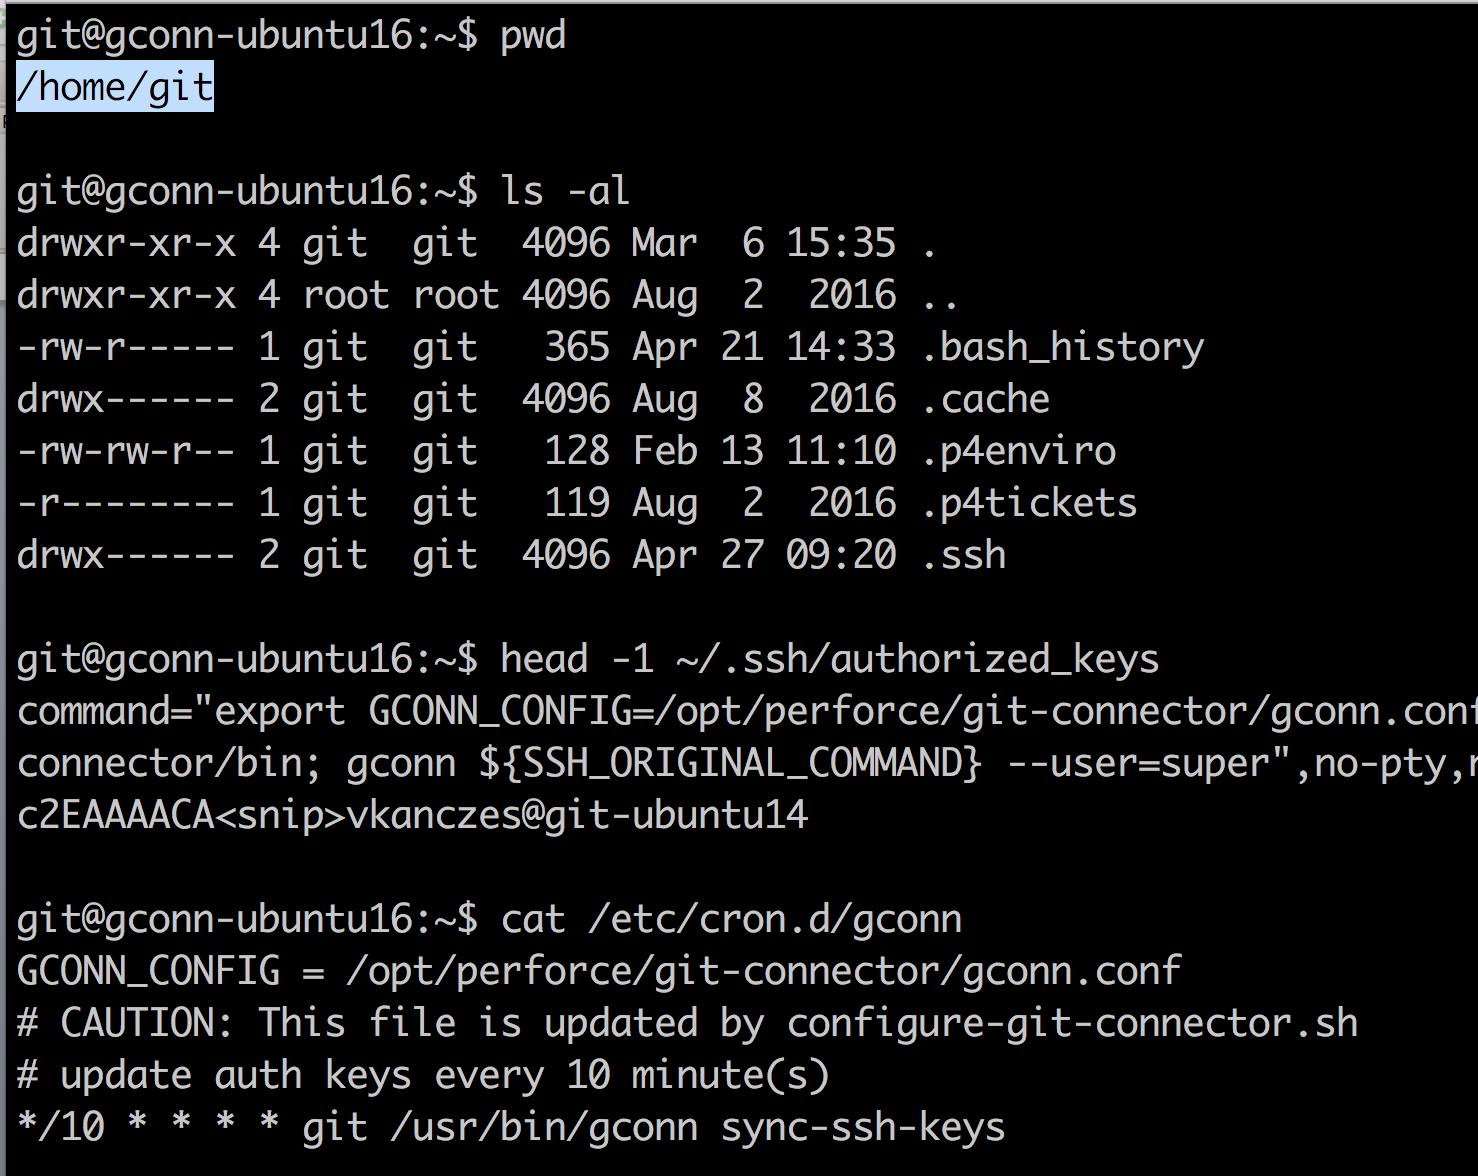 git@gconn-ubuntu16:~$ pwd
/home/git
git@gconn-ubuntu16:~$ ls -al
drwxr-xr-x 4 git  git  4096 Mar  6 15:35 .
drwxr-xr-x 4 root root 4096 Aug  2  2016 ..
-rw-r----- 1 git  git   365 Apr 21 14:33 .bash_history
drwx------ 2 git  git  4096 Aug  8  2016 .cache
-rw-rw-r-- 1 git  git   128 Feb 13 11:10 .p4enviro
-r-------- 1 git  git   119 Aug  2  2016 .p4tickets
drwx------ 2 git  git  4096 Apr 27 09:20 .ssh
git@gconn-ubuntu16:~$ head -1 ~/.ssh/authorized_keys
command="export GCONN_CONFIG=/opt/perforce/git-connector/gconn.conf
connector/bin; gconn ${SSH_ORIGINAL_COMMAND} --user=super",no-pty,
c2EAAAACA<snip>vkanczes@git-ubuntu14
git@gconn-ubuntu16:~$ cat /etc/cron.d/gconn
GCONN_CONFIG = /opt/perforce/git-connector/gconn.conf
# CAUTION: This file is updated by configure-git-connector.sh
# update auth keys every 10 minute(s)
*/10 * * * * git /usr/bin/gconn sync-ssh-keys